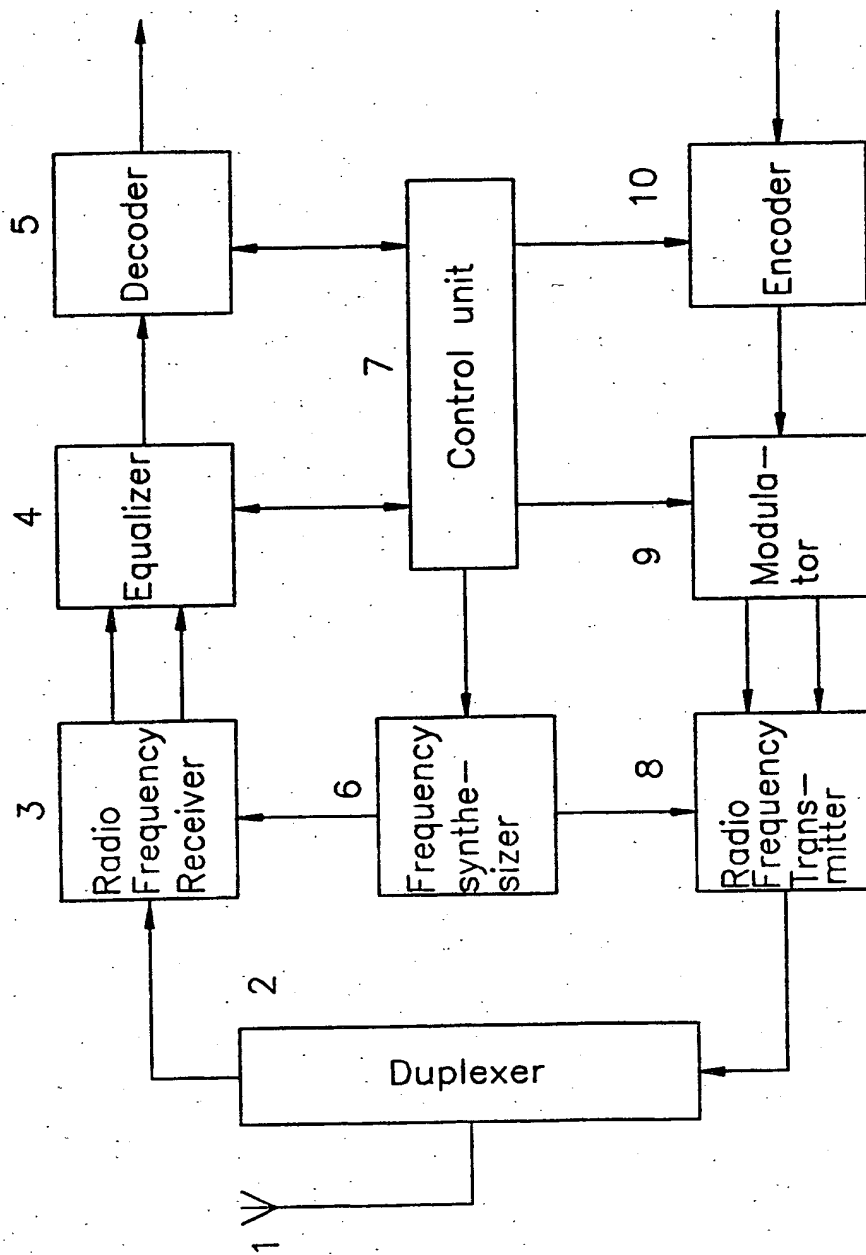 3
4
5
Radio
Frequency
Receiver
Equalizer
Decoder
2
6
7
Duplexer
Frequency
synthe-
sizer
Control unit
1
8
9
10
Radio
Frequency
Trans-
mitter
Modula-
tor
Encoder